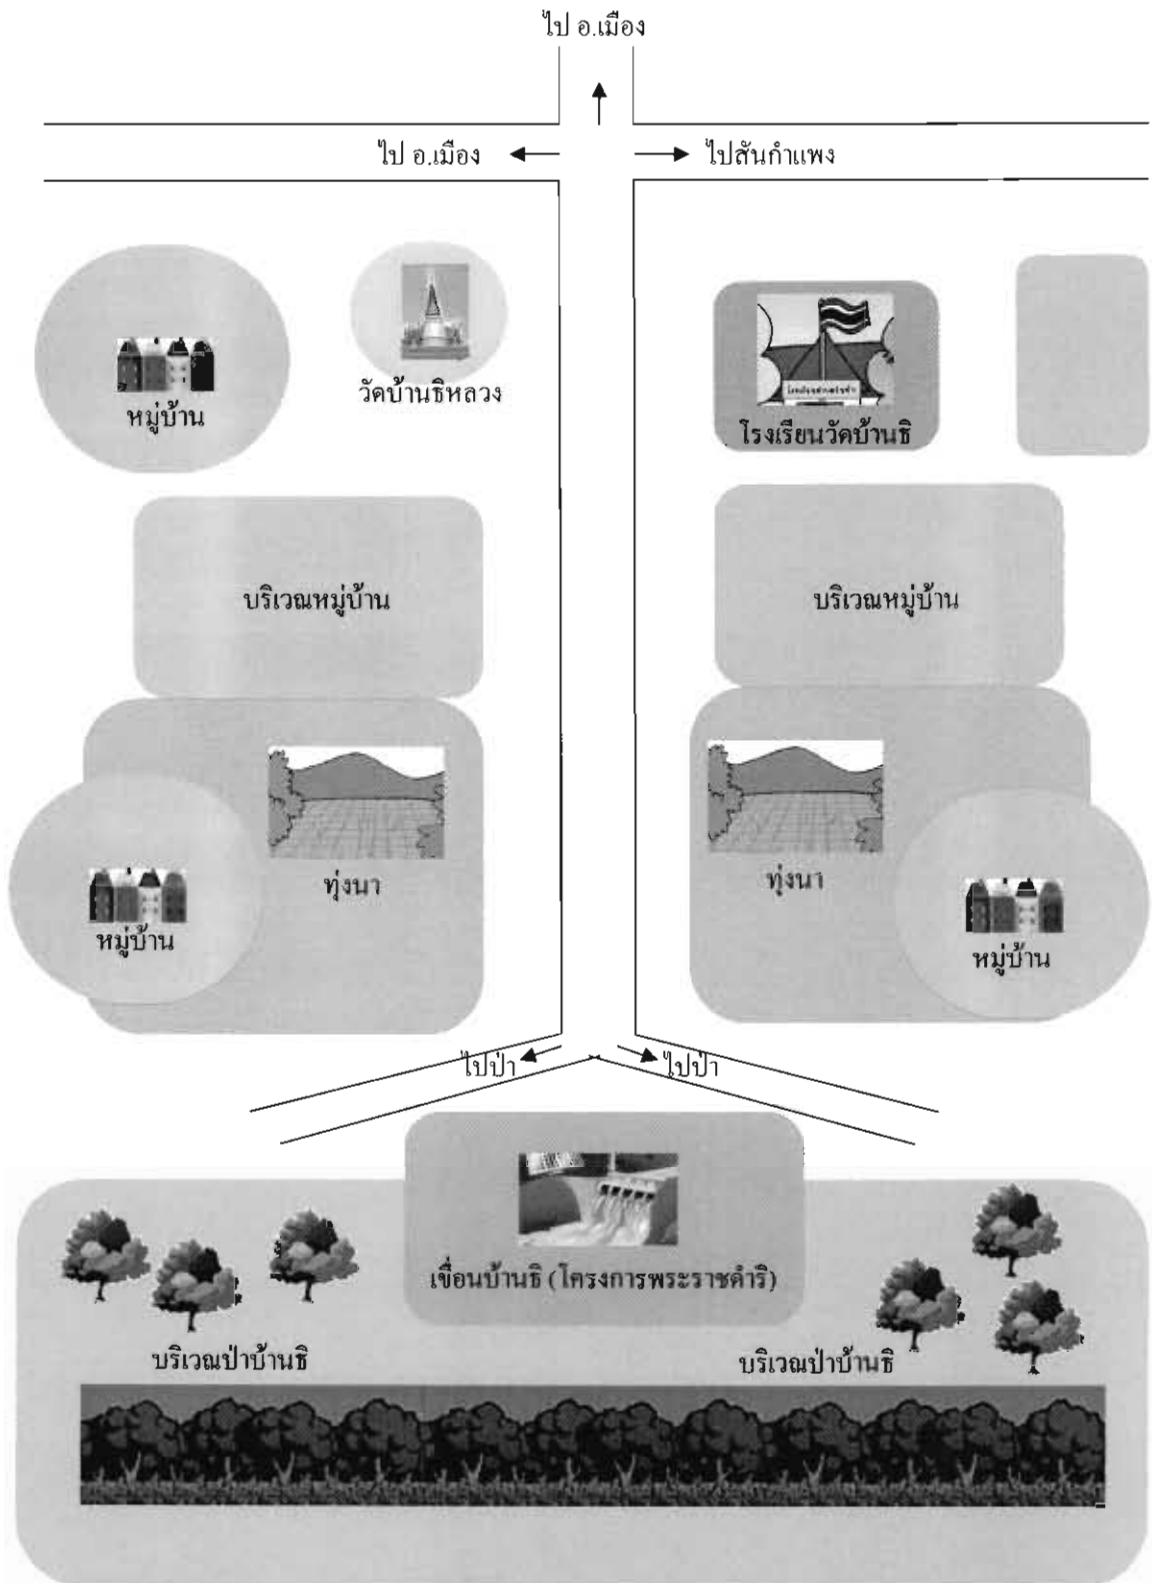 ไป อ.เมือง
ไป อ.เมือง
ไปสันกำแพง
หมู่บ้าน
วัดบ้านธิหลวง
โรงเรียนวัดบ้านธิ
บริเวณหมู่บ้าน
บริเวณหมู่บ้าน
ทุ่งนา
ทุ่งนา
หมู่บ้าน
หมู่บ้าน
ไปป่า
ไปป่า
เขื่อนบ้านธิ (โครงการพระราชดำริ)
บริเวณป่าบ้านธิ
บริเวณป่าบ้านธิ